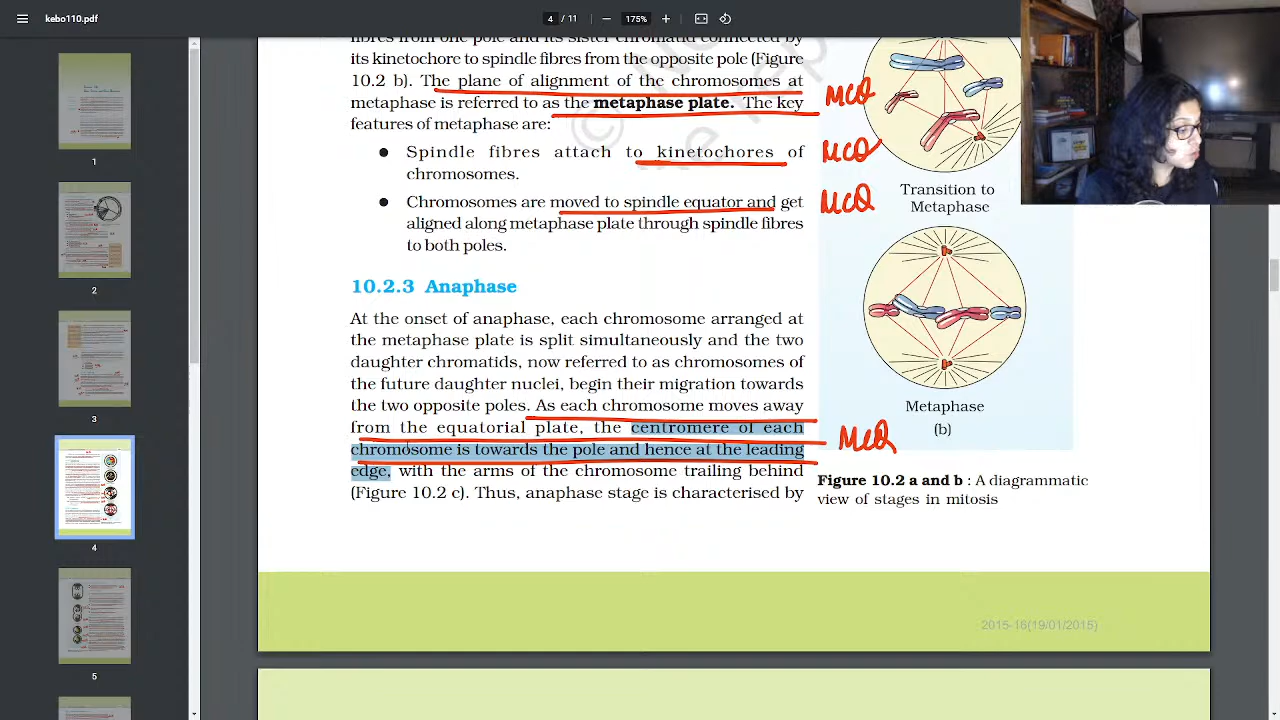 kebo110.pdf
4 / 11
175%
fibres from one pole and its sister chromatid connected by
its kinetochore to spindle fibres from the opposite pole (Figure
10.2 b). The plane of alignment of the chromosomes at
metaphase is referred to as the metaphase plate. The key
features of metaphase are:
● Spindle fibres attach to kinetochores of
chromosomes.
● Chromosomes are moved to spindle equator and get
aligned along metaphase plate through spindle fibres
to both poles.
MCQ
MCQ
MCQ
Transition to
Metaphase
10.2.3 Anaphase
At the onset of anaphase, each chromosome arranged at
the metaphase plate is split simultaneously and the two
daughter chromatids, now referred to as chromosomes of
the future daughter nuclei, begin their migration towards
the two opposite poles. As each chromosome moves away
from the equatorial plate, the centromere of each
chromosome is towards the pole and hence at the leading
edge, with the arms of the chromosome trailing behind
(Figure 10.2 c). Thus, anaphase stage is characterised by
Metaphase
(b)
MCQ
Figure 10.2 a and b : A diagrammatic
view of stages in mitosis
2015-16(19/01/2015)
1
2
3
4
5